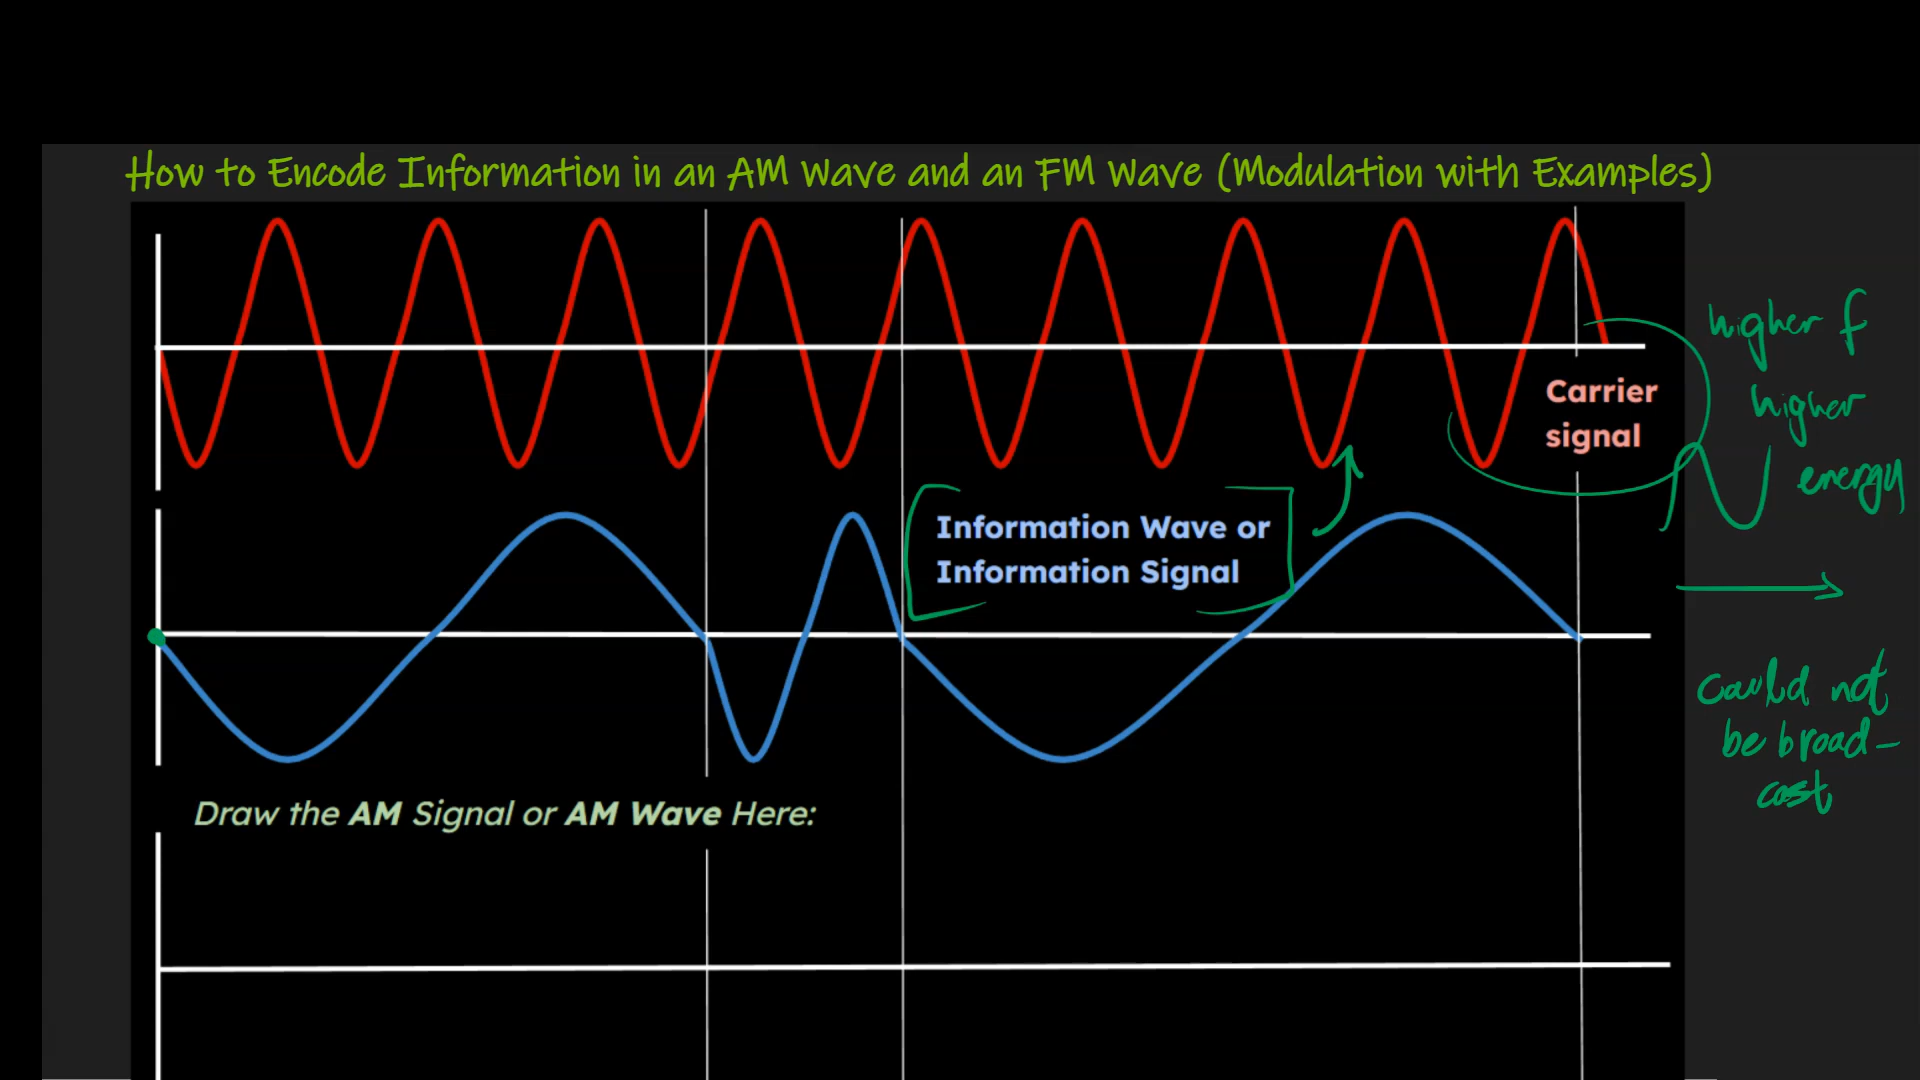 How to Encode Information in an AM Wave and an FM Wave (Modulation with Examples)
higher f
higher
energy
Carrier
signal
Information Wave or
Information Signal
could not
be broad-
cast
Draw the AM Signal or AM Wave Here: